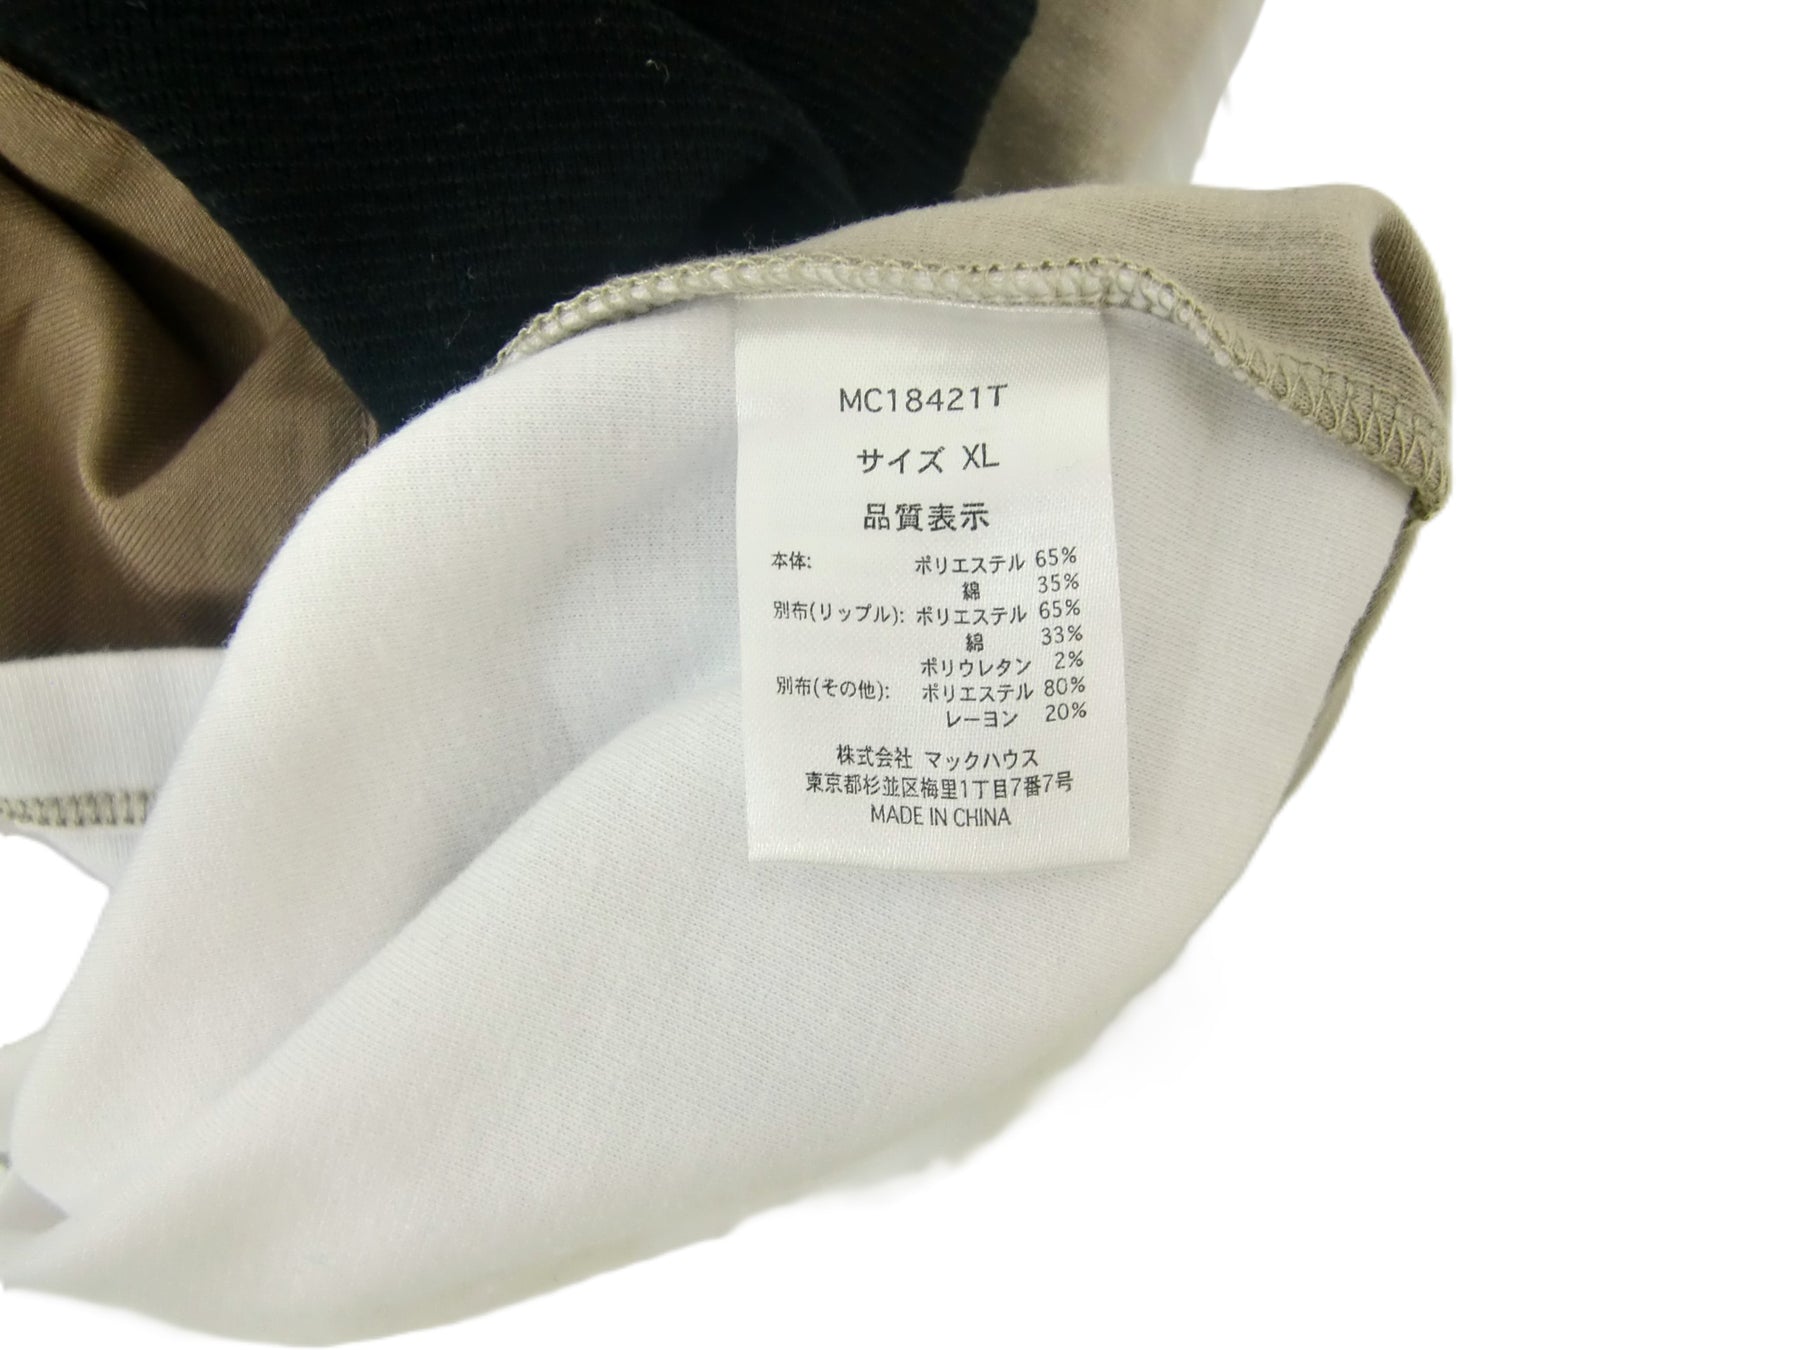 MC18421T
サイズ XL
品質表示
本体: ポリエステル 65%
綿 35%
別布(リップル): ポリエステル 65%
綿 33%
ポリウレタン 2%
別布(その他): ポリエステル 80%
レーヨン 20%
株式会社 マックハウス
東京都杉並区梅里1丁目7番7号
MADE IN CHINA